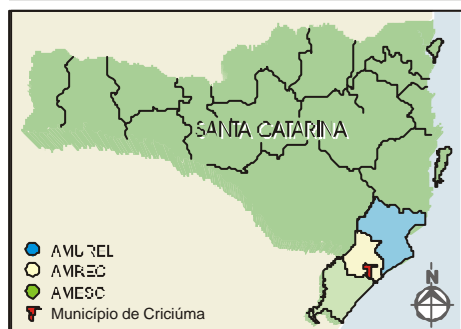 SANTA CATARINA
AMUREL
AMREC
AMESC
Município de Criciúma
N